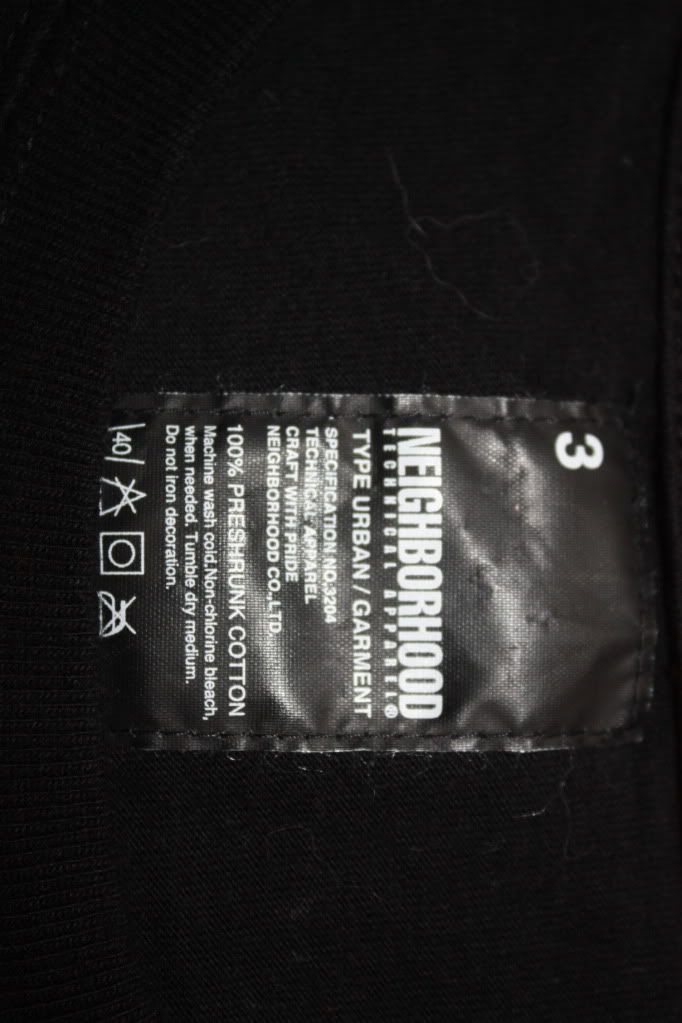 3
NEIGHBORHOOD
TECHNICAL APPAREL®
TYPE URBAN / GARMENT
SPECIFICATION NO.3204
TECHNICAL APPAREL
CRAFT WITH PRIDE
NEIGHBORHOOD CO.,LTD.
100% PRESHRUNK COTTON
Machine wash cold.Non-chlorine bleach,
when needed. Tumble dry medium.
Do not iron decoration.
40